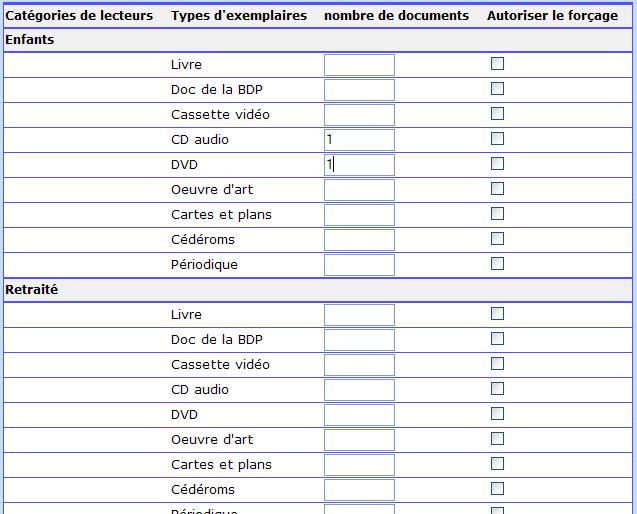 Catégories de lecteurs Types d'exemplaires nombre de documents Autoriser le forçage
Enfants
Livre
Doc de la BDP
Cassette vidéo
CD audio 1
DVD 1
Oeuvre d'art
Cartes et plans
Cédéroms
Périodique
Retraité
Livre
Doc de la BDP
Cassette vidéo
CD audio
DVD
Oeuvre d'art
Cartes et plans
Cédéroms
Périodique